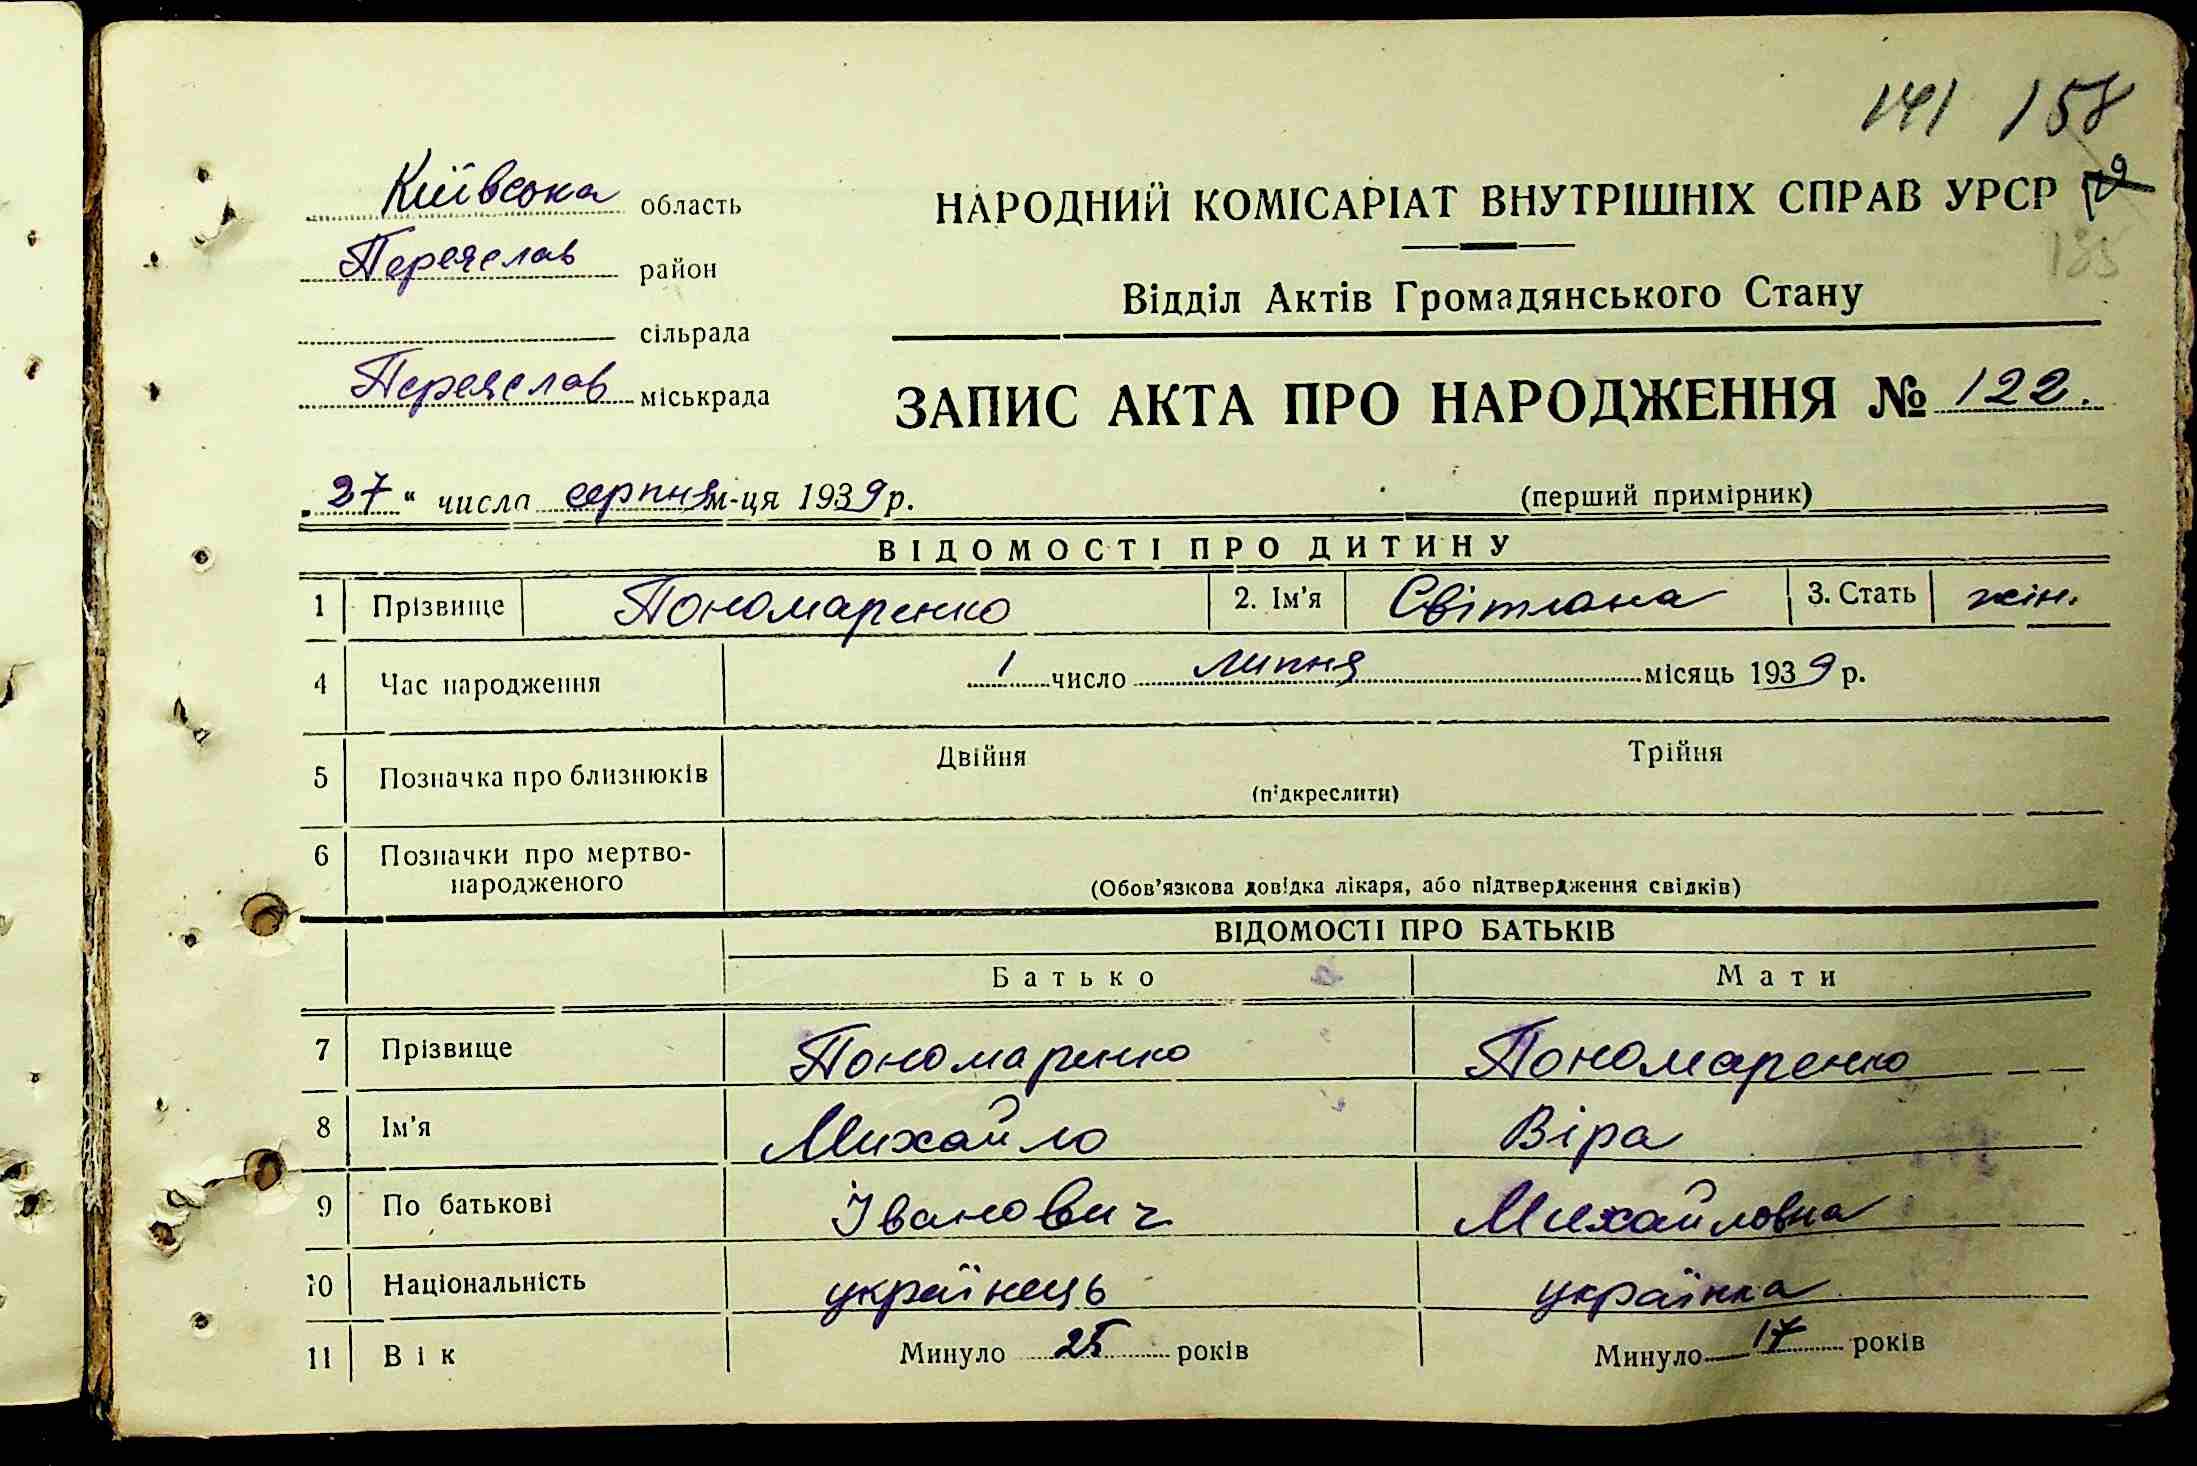 141 158
Київська область
Переяслав район
сільрада
Переяслав міськрада
НАРОДНИЙ КОМІСАРІАТ ВНУТРІШНІХ СПРАВ УРСР
135
Відділ Актів Громадянського Стану
ЗАПИС АКТА ПРО НАРОДЖЕННЯ № 122.
„27“ числа серпня м-ця 1939 р.
(перший примірник)
ВІДОМОСТІ ПРО ДИТИНУ
1 Прізвище Пономаренко 2. Ім'я Світлана 3. Стать жін.
4 Час народження 1 число липня місяць 1939 р.
5 Позначка про близнюків Двійня Трійня
(підкреслити)
6 Позначки про мертво-
народженого
(Обов'язкова довідка лікаря, або підтвердження свідків)
ВІДОМОСТІ ПРО БАТЬКІВ
Батько Мати
7 Прізвище Пономаренко Пономаренко
8 Ім'я Михайло Віра
9 По батькові Іванович Михайловна
10 Національність українець українка
11 Вік Минуло 25 років Минуло 17 років